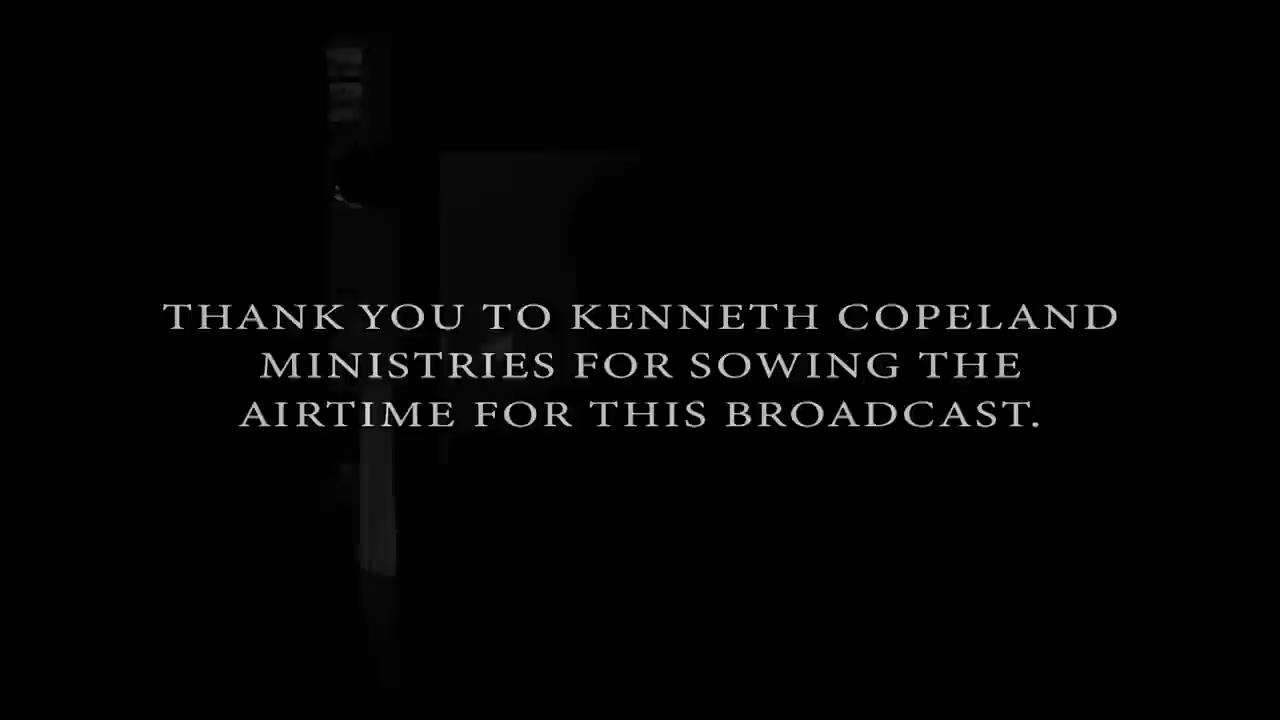 THANK YOU TO KENNETH COPELAND
MINISTRIES FOR SOWING THE
AIRTIME FOR THIS BROADCAST.